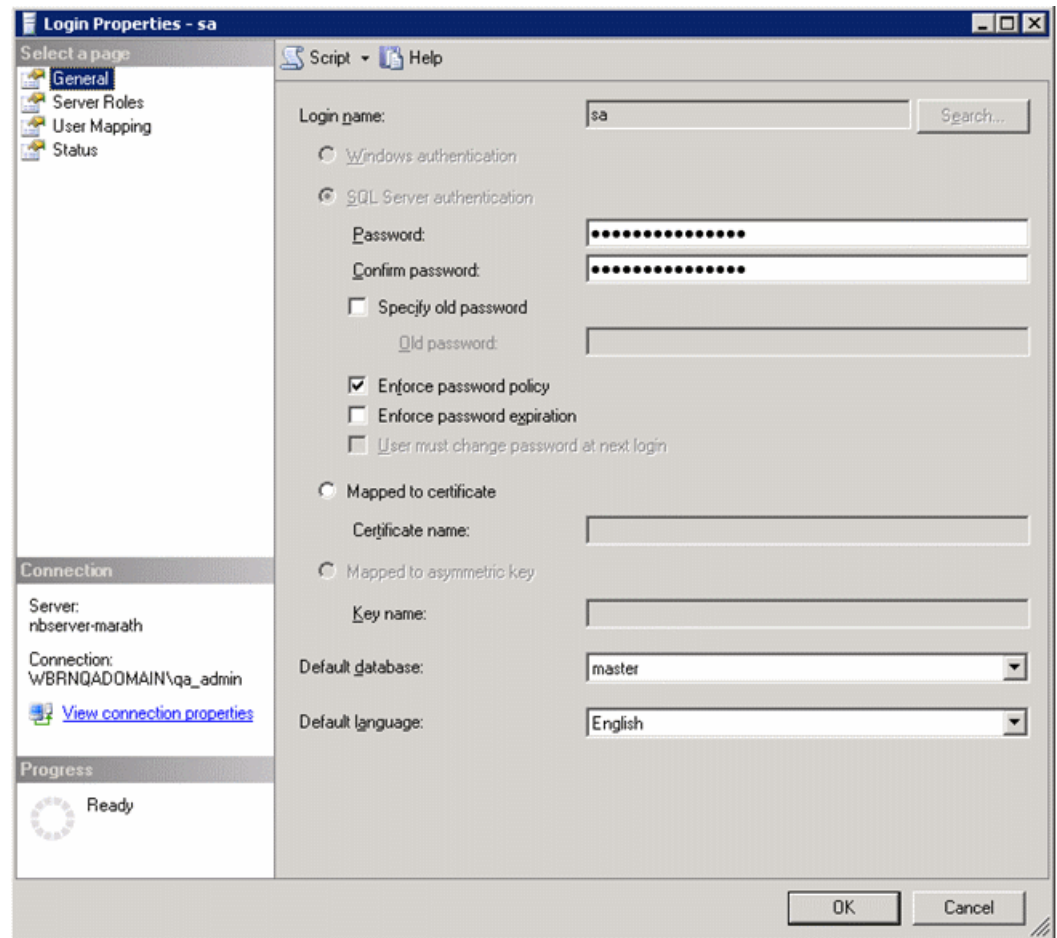 Login Properties - sa
Select a page
General
Server Roles
User Mapping
Status
Script
Help
Login name:
sa
Search...
Windows authentication
SQL Server authentication
Password:
•••••••••••••••
Confirm password:
•••••••••••••••
Specify old password
Old password:
Enforce password policy
Enforce password expiration
User must change password at next login
Mapped to certificate
Certificate name:
Mapped to asymmetric key
Key name:
Default database:
master
Default language:
English
Connection
Server:
nbserver-marath
Connection:
WBRNQADOMAIN\qa_admin
View connection properties
Progress
Ready
OK
Cancel